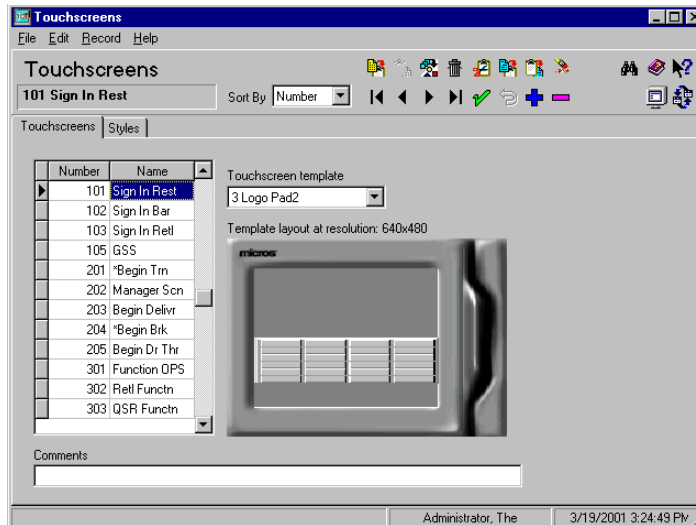 Touchscreens
File Edit Record Help
Touchscreens
101 Sign In Rest
Sort By Number
Touchscreens Styles
Number Name
101 Sign In Rest
102 Sign In Bar
103 Sign In Retl
105 GSS
201 *Begin Trn
202 Manager Scn
203 Begin Delivr
204 *Begin Brk
205 Begin Dr Thr
301 Function OPS
302 Retl Functn
303 QSR Functn
Touchscreen template
3 Logo Pad2
Template layout at resolution: 640x480
micros
Comments
Administrator, The 3/19/2001 3:24:49 PM